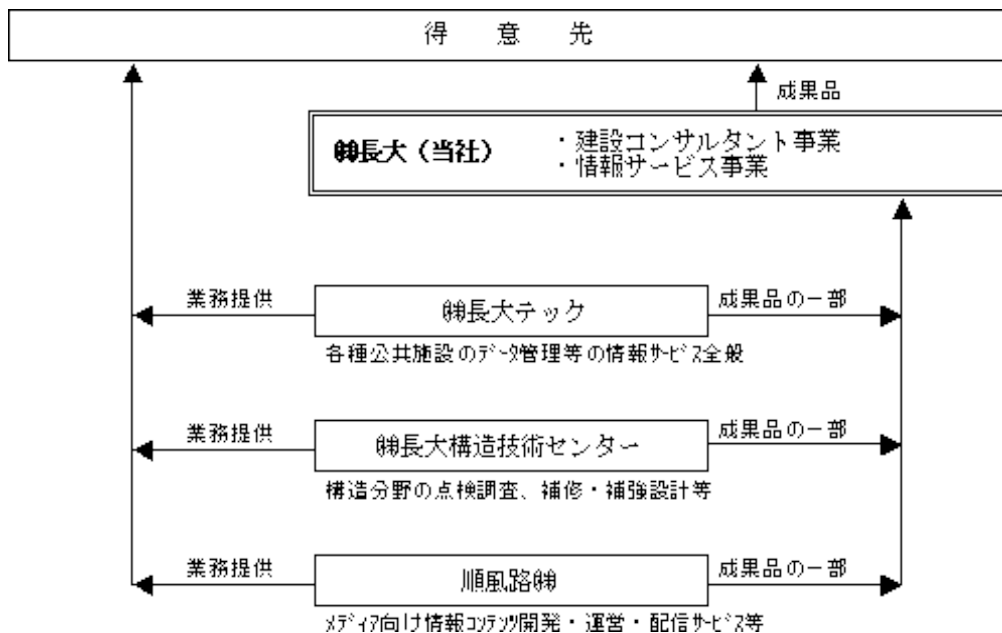 得意先
成果品
㈱長大（当社）
・建設コンサルタント事業
・情報サービス事業
業務提供
㈱長大テック
成果品の一部
各種公共施設のﾃﾞｰﾀ管理等の情報ｻｰﾋﾞｽ全般
業務提供
㈱長大構造技術センター
成果品の一部
構造分野の点検調査、補修・補強設計等
業務提供
順風路㈱
成果品の一部
ﾒﾃﾞｨｱ向け情報ｺﾝﾃﾝﾂ開発・運営・配信ｻｰﾋﾞｽ等